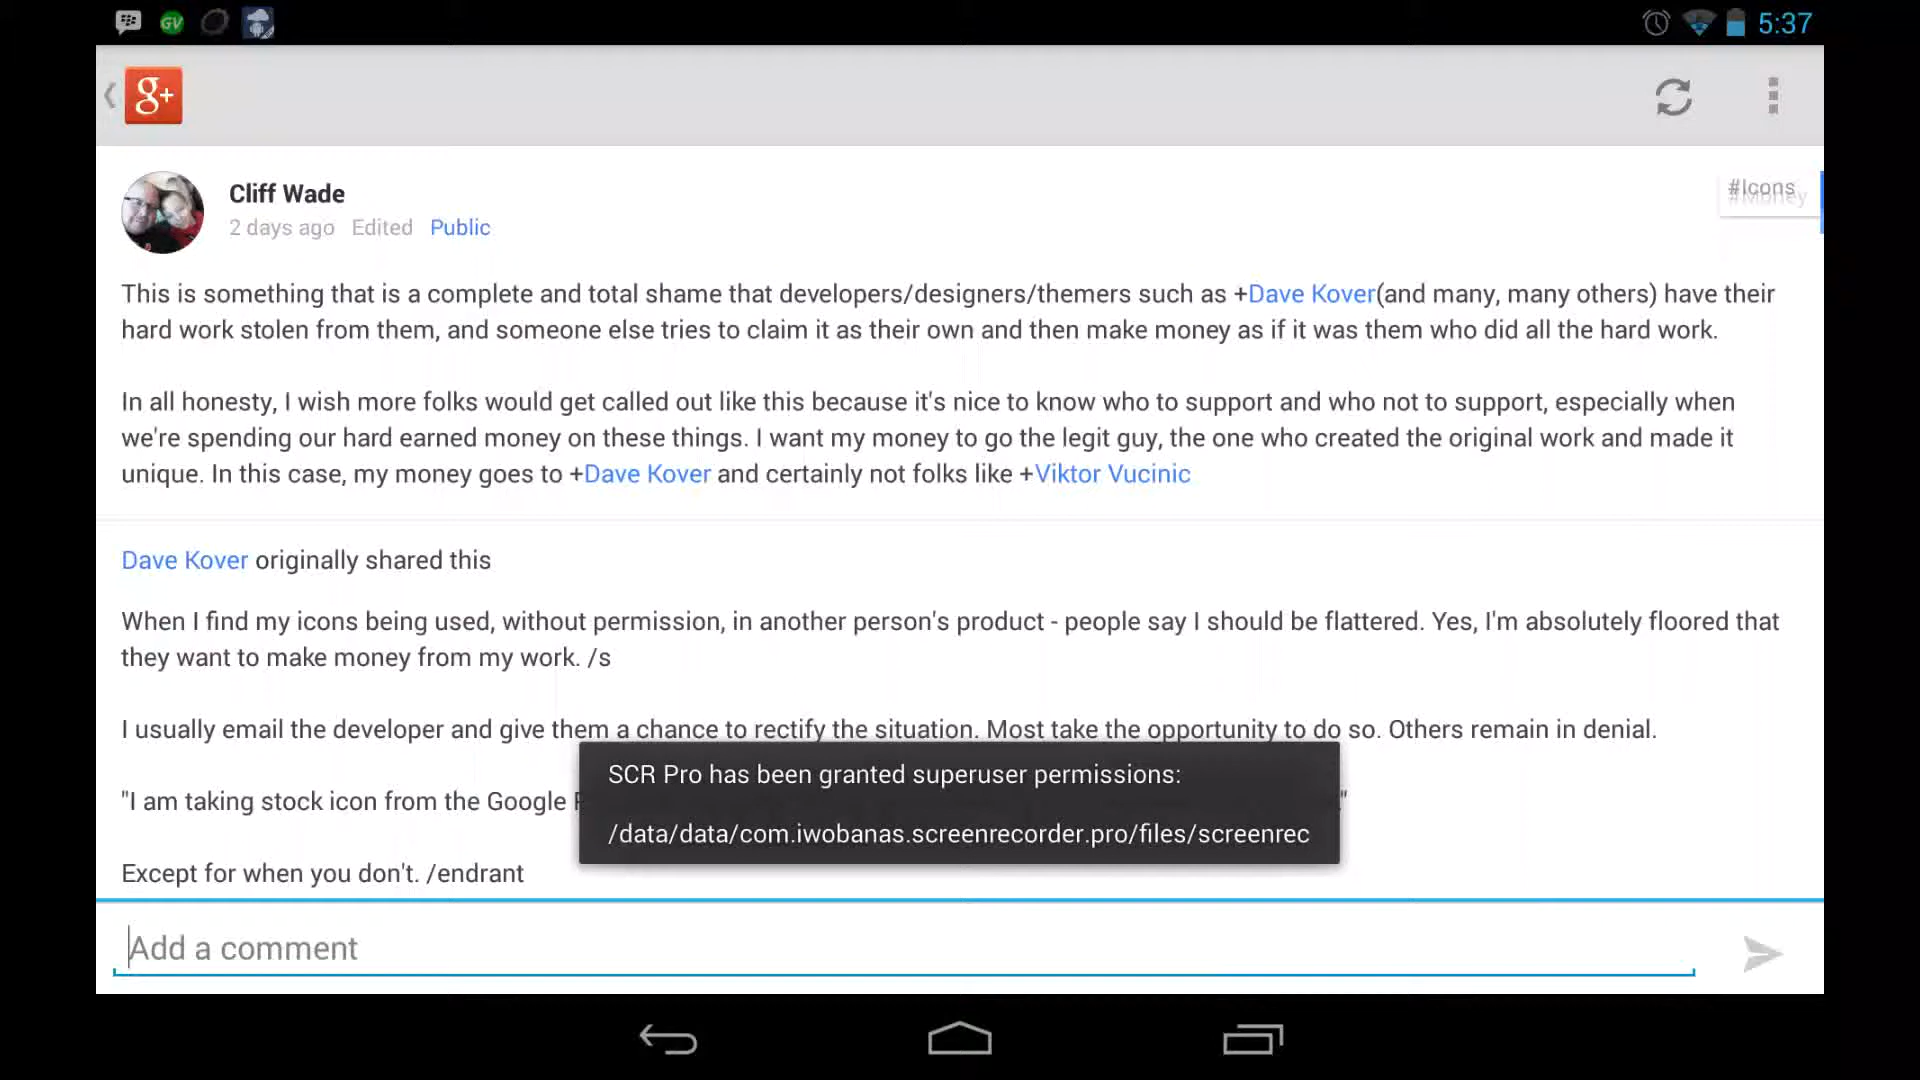 GV
5:37
g+
Cliff Wade
2 days ago Edited Public
#Icons
#Money
This is something that is a complete and total shame that developers/designers/themers such as +Dave Kover(and many, many others) have their
hard work stolen from them, and someone else tries to claim it as their own and then make money as if it was them who did all the hard work.
In all honesty, I wish more folks would get called out like this because it's nice to know who to support and who not to support, especially when
we're spending our hard earned money on these things. I want my money to go the legit guy, the one who created the original work and made it
unique. In this case, my money goes to +Dave Kover and certainly not folks like +Viktor Vucinic
Dave Kover originally shared this
When I find my icons being used, without permission, in another person's product - people say I should be flattered. Yes, I'm absolutely floored that
they want to make money from my work. /s
I usually email the developer and give them a chance to rectify the situation. Most take the opportunity to do so. Others remain in denial.
"I am taking stock icon from the Google "
SCR Pro has been granted superuser permissions:
/data/data/com.iwobanas.screenrecorder.pro/files/screenrec
Except for when you don't. /endrant
Add a comment